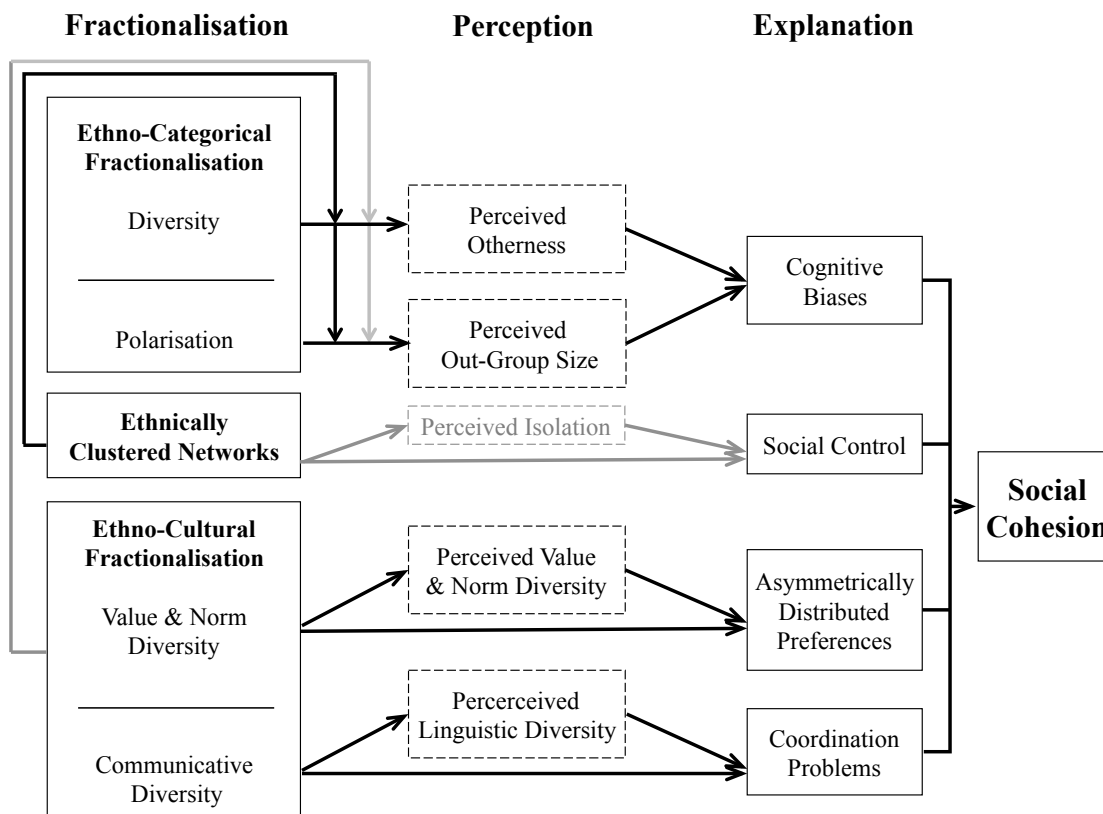 Fractionalisation
Perception
Explanation
Ethno-Categorical
Fractionalisation
Diversity
Polarisation
Perceived
Otherness
Perceived
Out-Group Size
Cognitive
Biases
Ethnically
Clustered Networks
Perceived Isolation
Social Control
Social
Cohesion
Ethno-Cultural
Fractionalisation
Value & Norm
Diversity
Perceived Value
& Norm Diversity
Asymmetrically
Distributed
Preferences
Communicative
Diversity
Percerceived
Linguistic Diversity
Coordination
Problems